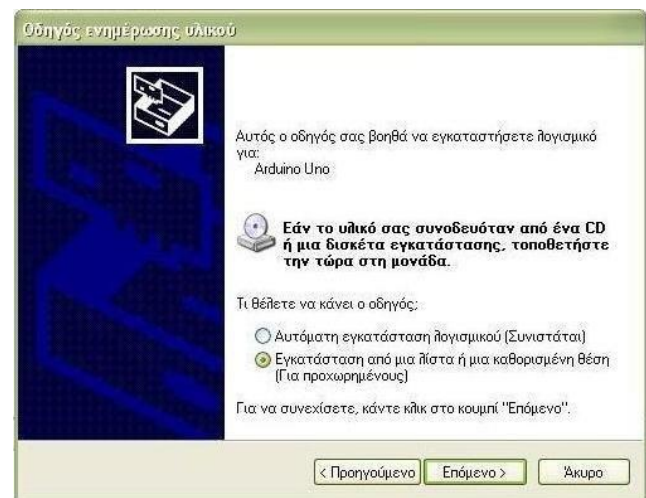 Οδηγός ενημέρωσης υλικού
Αυτός ο οδηγός σας βοηθά να εγκαταστήσετε λογισμικό
για:
Arduino Uno
Εάν το υλικό σας συνοδευόταν από ένα CD
ή μια δισκέτα εγκατάστασης, τοποθετήστε
την τώρα στη μονάδα.
Τι θέλετε να κάνει ο οδηγός;
Αυτόματη εγκατάσταση λογισμικού (Συνιστάται)
Εγκατάσταση από μια λίστα ή μια καθορισμένη θέση
(Για προχωρημένους)
Για να συνεχίσετε, κάντε κλικ στο κουμπί "Επόμενο".
< Προηγούμενο Επόμενο > Άκυρο